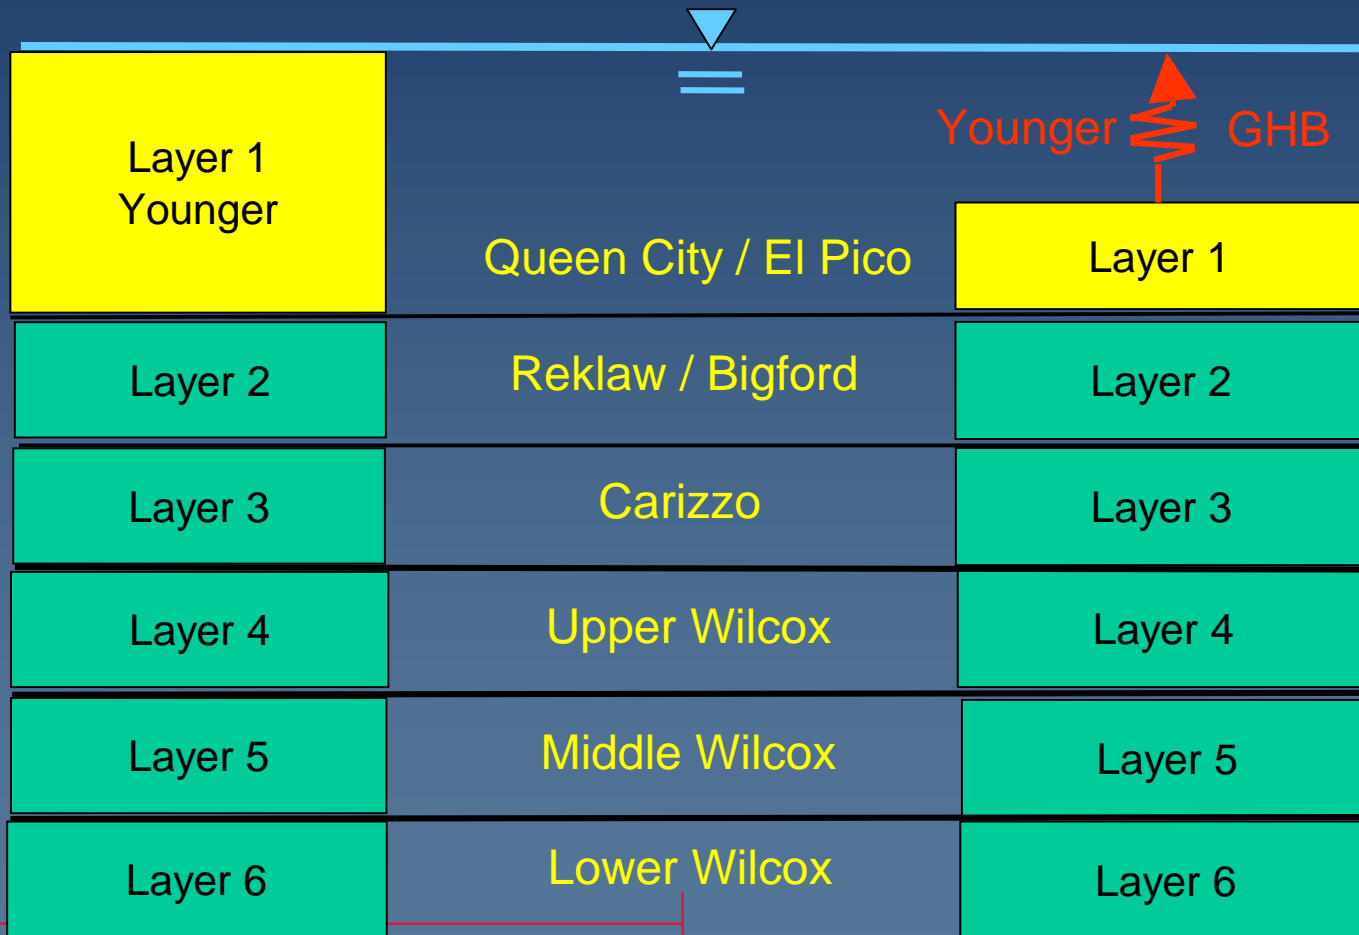 Layer 1
Younger
Queen City / El Pico
Younger
GHB
Layer 1
Layer 2
Reklaw / Bigford
Layer 2
Layer 3
Carizzo
Layer 3
Layer 4
Upper Wilcox
Layer 4
Layer 5
Middle Wilcox
Layer 5
Layer 6
Lower Wilcox
Layer 6